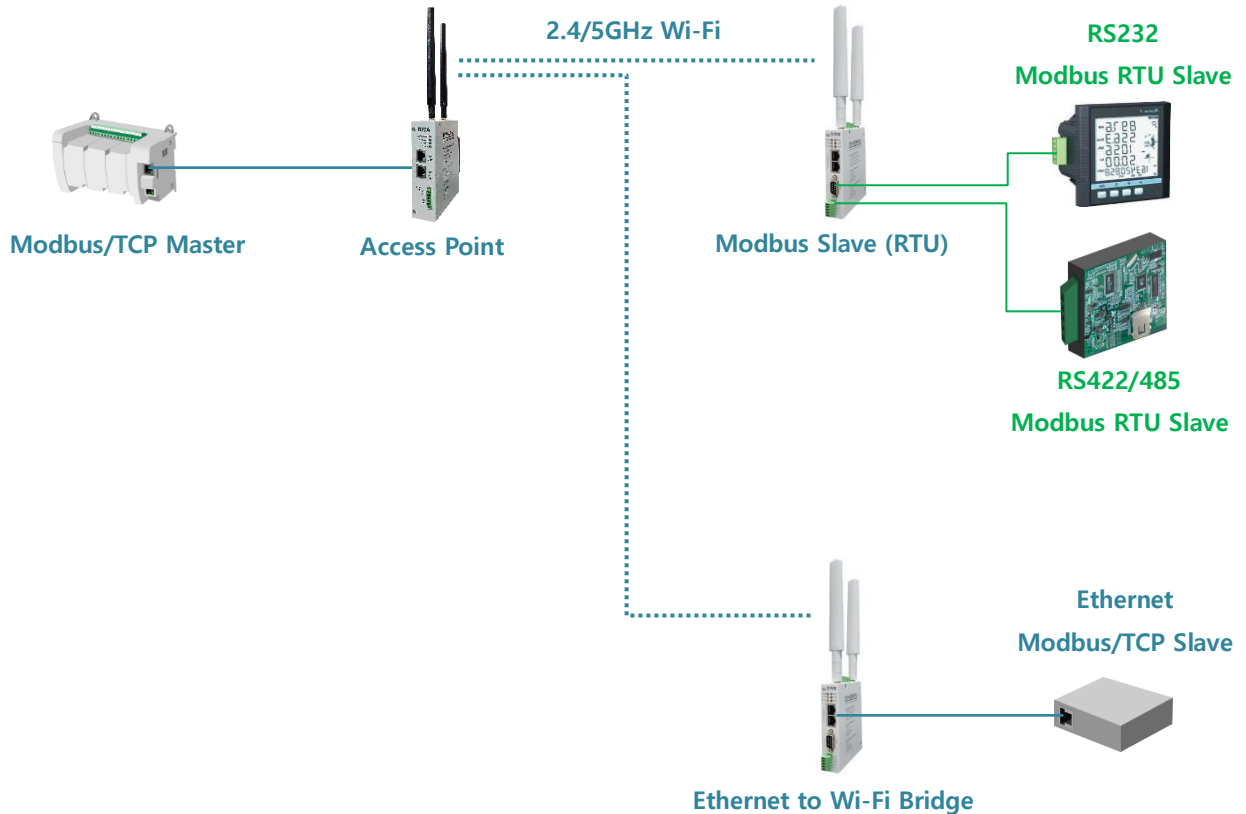 2.4/5GHz Wi-Fi
RS232
Modbus RTU Slave
Modbus/TCP Master
Access Point
Modbus Slave (RTU)
RS422/485
Modbus RTU Slave
Ethernet
Modbus/TCP Slave
Ethernet to Wi-Fi Bridge